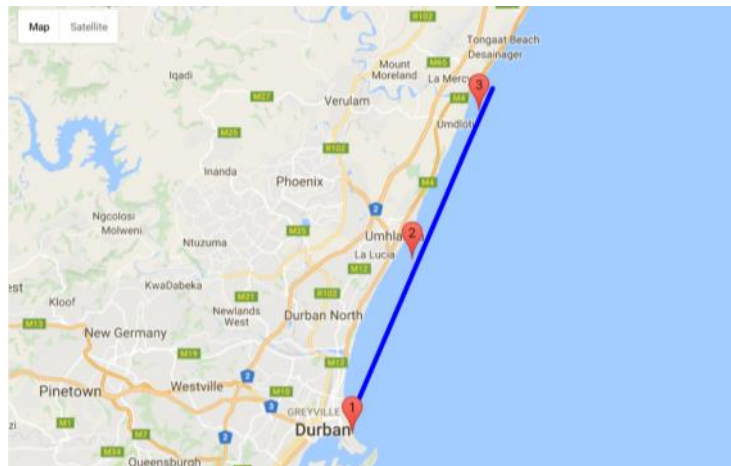 Map Satellite
R102
Tongaat Beach
Desainager
Mount
Moreland
M65
La Mercy
Iqadi
M27
Verulam
M4
3
Umdloti
M25
R102
Inanda
Phoenix
M4
2
Ngcolosi
Molweni
M25
Ntuzuma
2
Umhla
La Lucia
M12
KwaDabeka
M21
R102
Kloof
Newlands
West
Durban North
M13
New Germany
M19
M12
Westville
2
M10
Pinetown
3
GREYVILLE
1
M1
M7
2
Durban
M34
Queensburgh